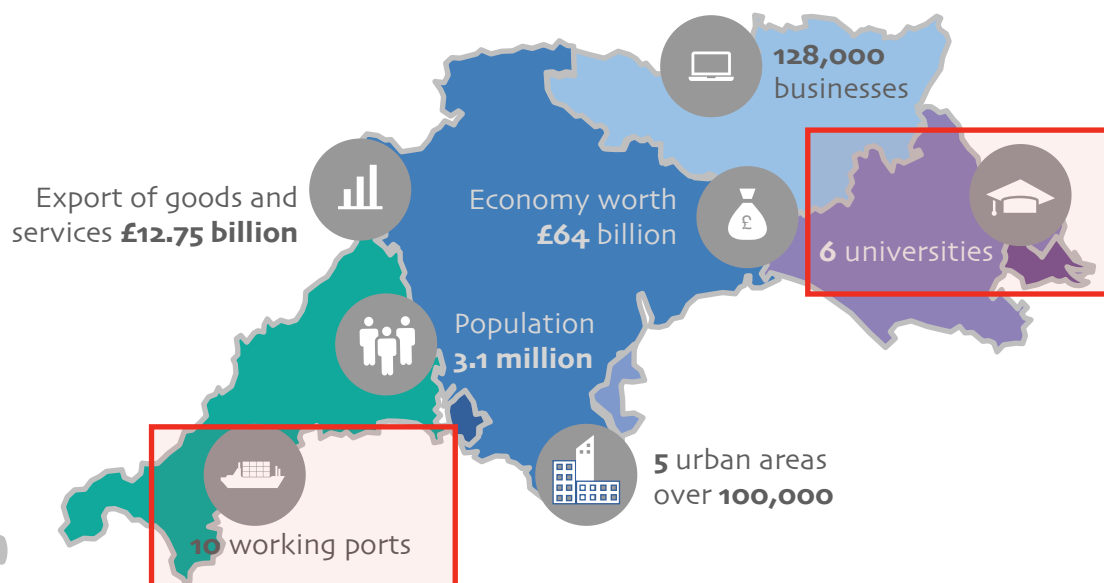 128,000
businesses
Export of goods and
services £12.75 billion
Economy worth
£64 billion
£
6 universities
Population
3.1 million
5 urban areas
over 100,000
10 working ports